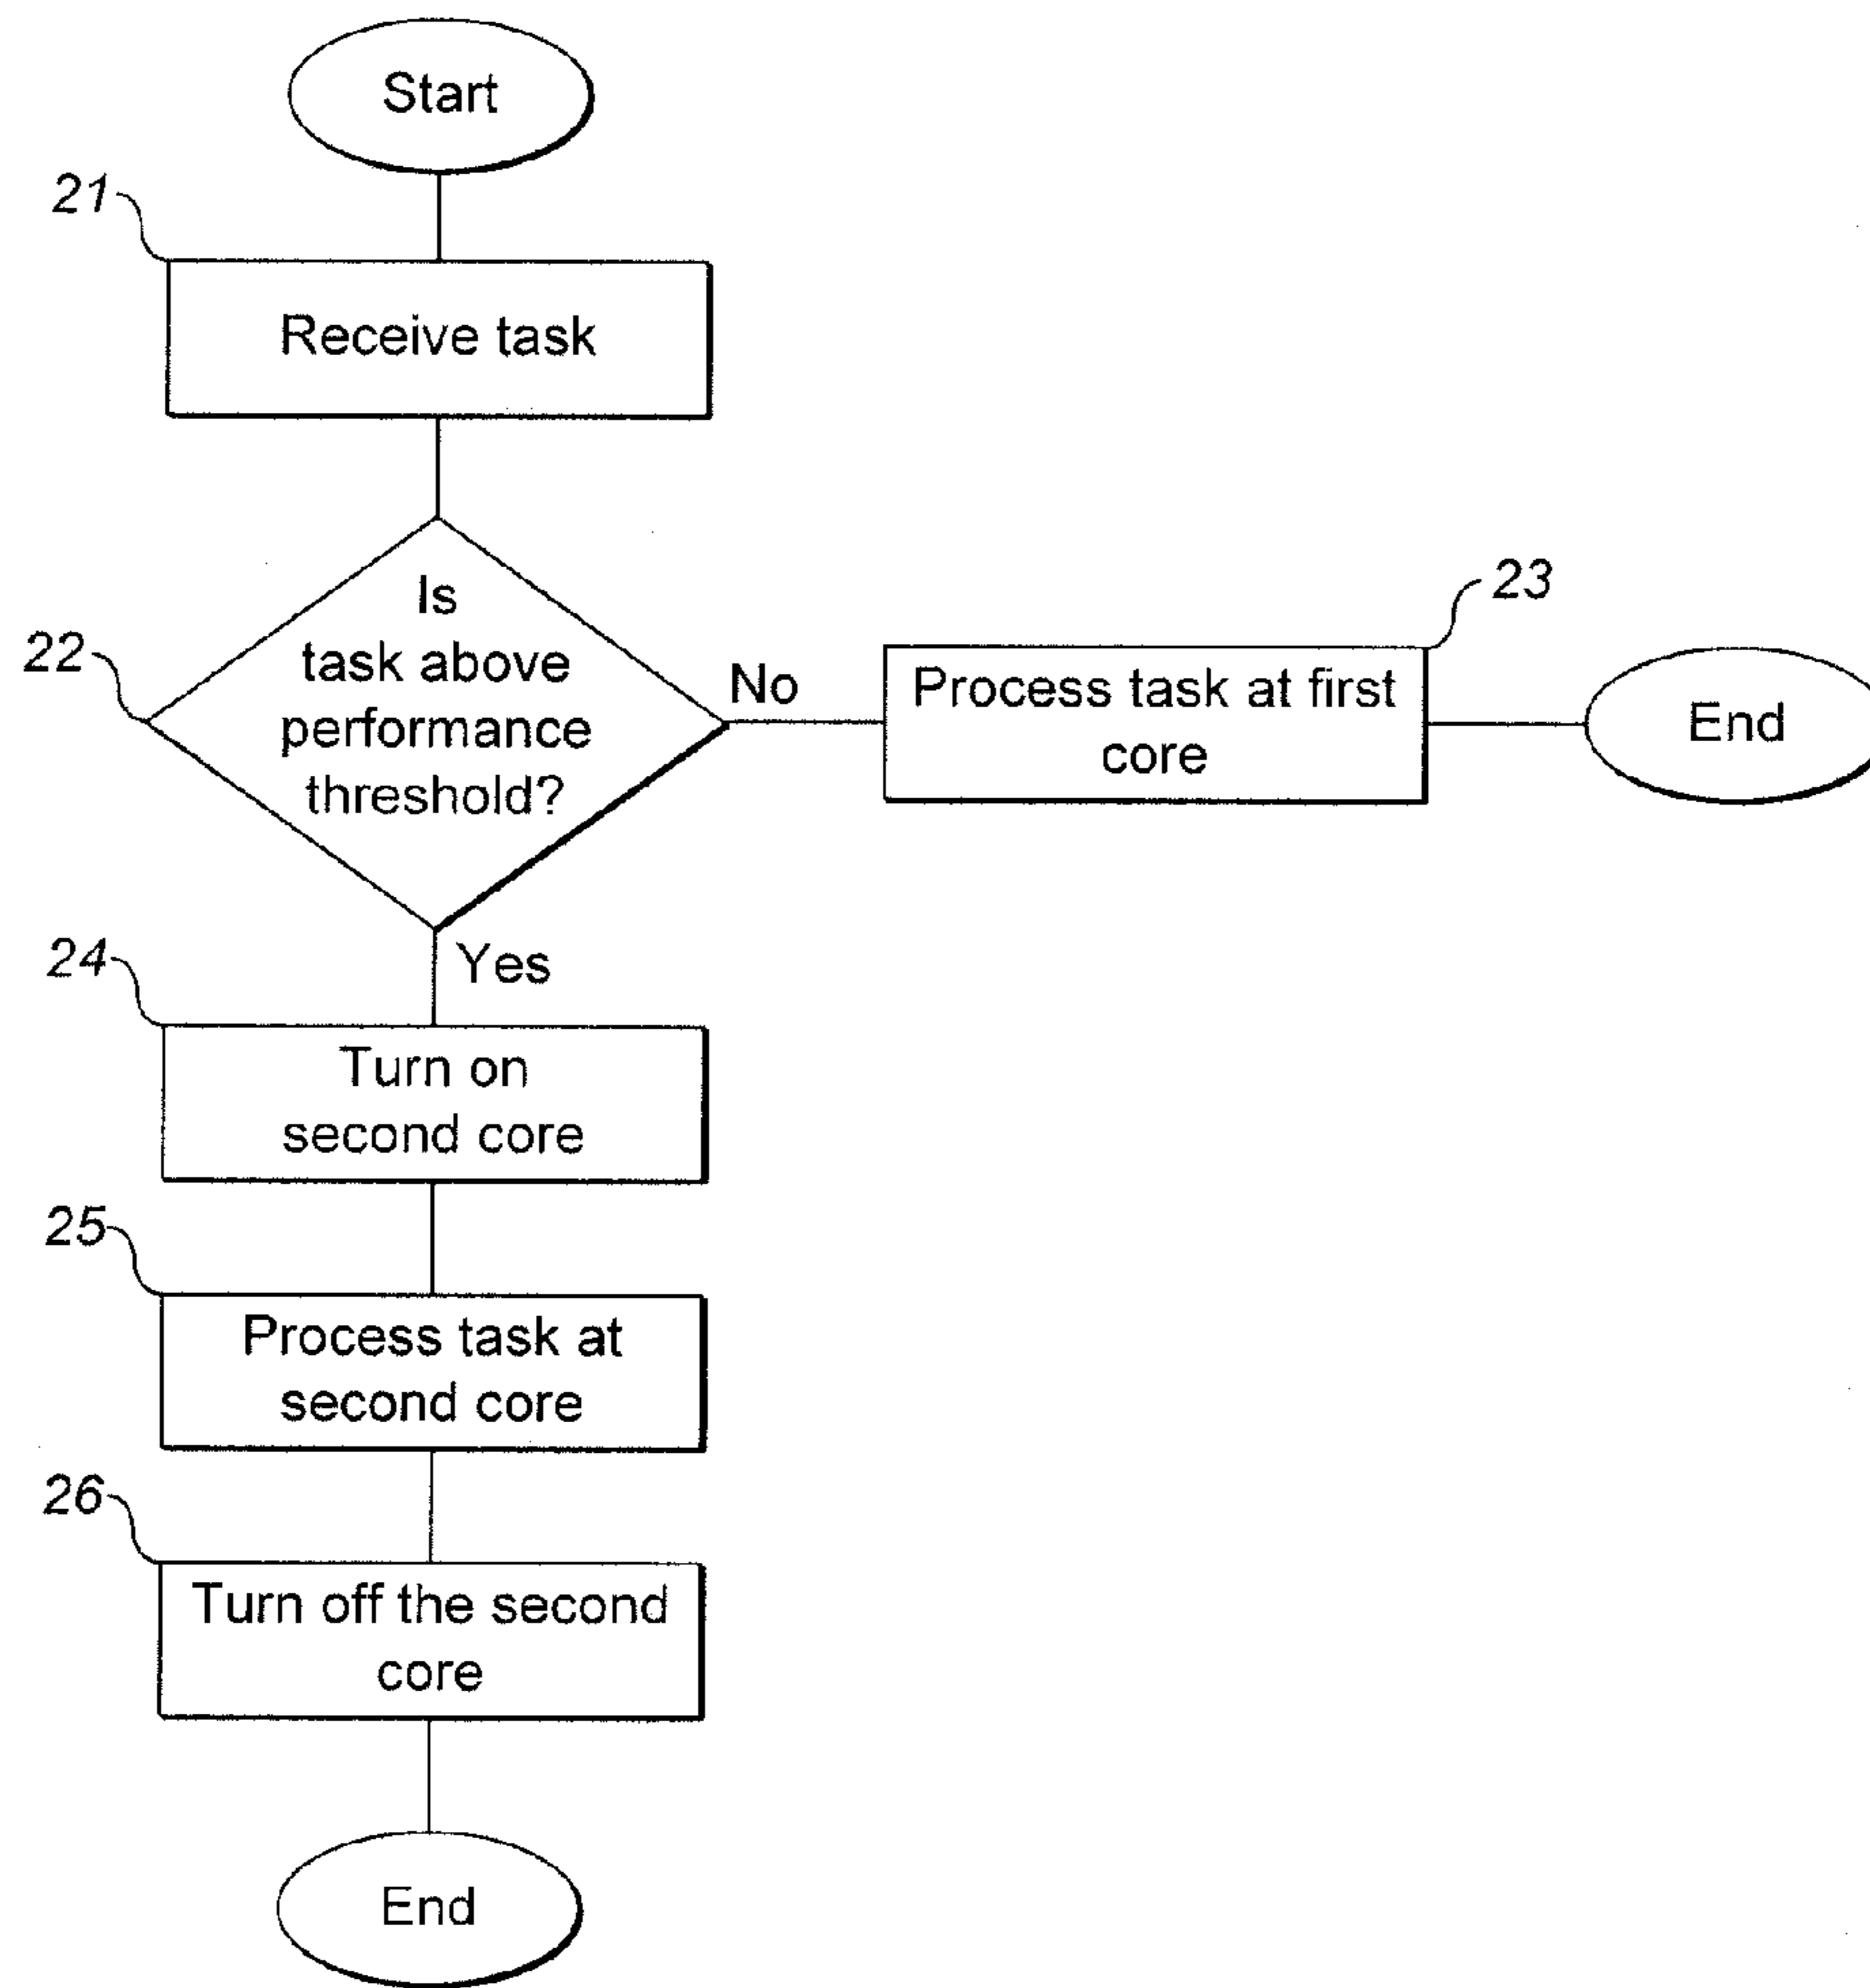 Start
21
Receive task
22
Is
task above
performance
threshold?
No
23
Process task at first
core
End
Yes
24
Turn on
second core
25
Process task at
second core
26
Turn off the second
core
End